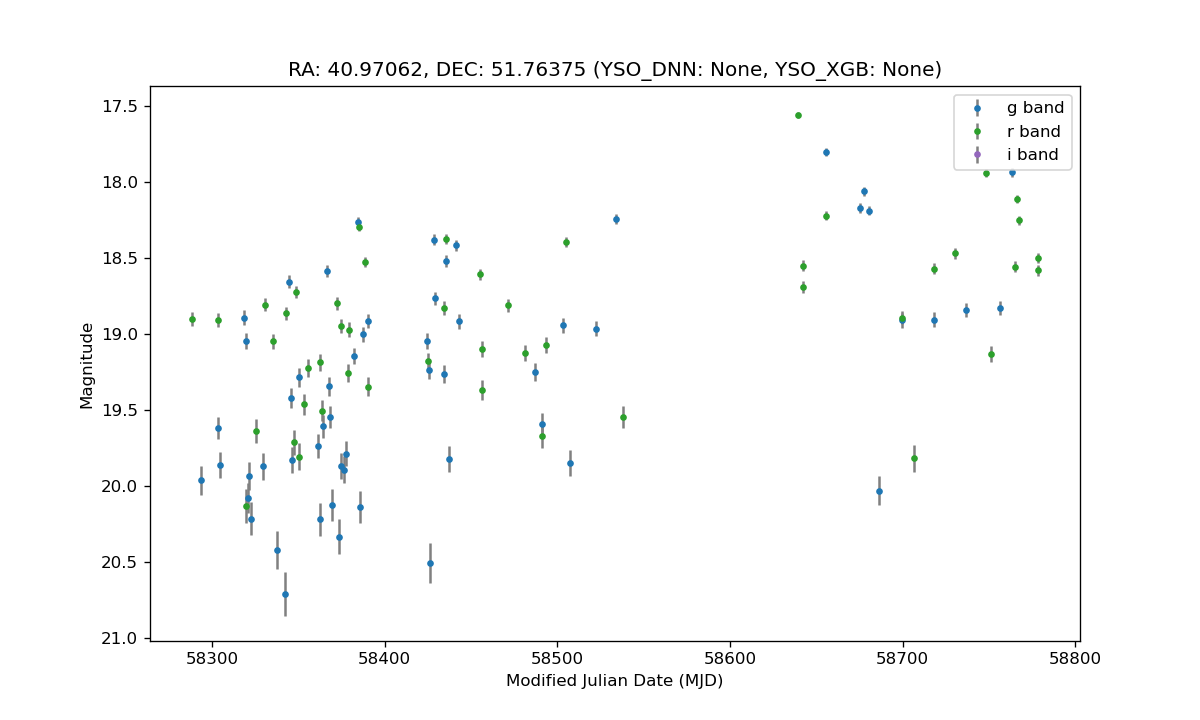 RA: 40.97062, DEC: 51.76375 (YSO_DNN: None, YSO_XGB: None)
g band
r band
i band
17.5
18.0
18.5
19.0
19.5
20.0
20.5
21.0
Magnitude
58300
58400
58500
58600
58700
58800
Modified Julian Date (MJD)